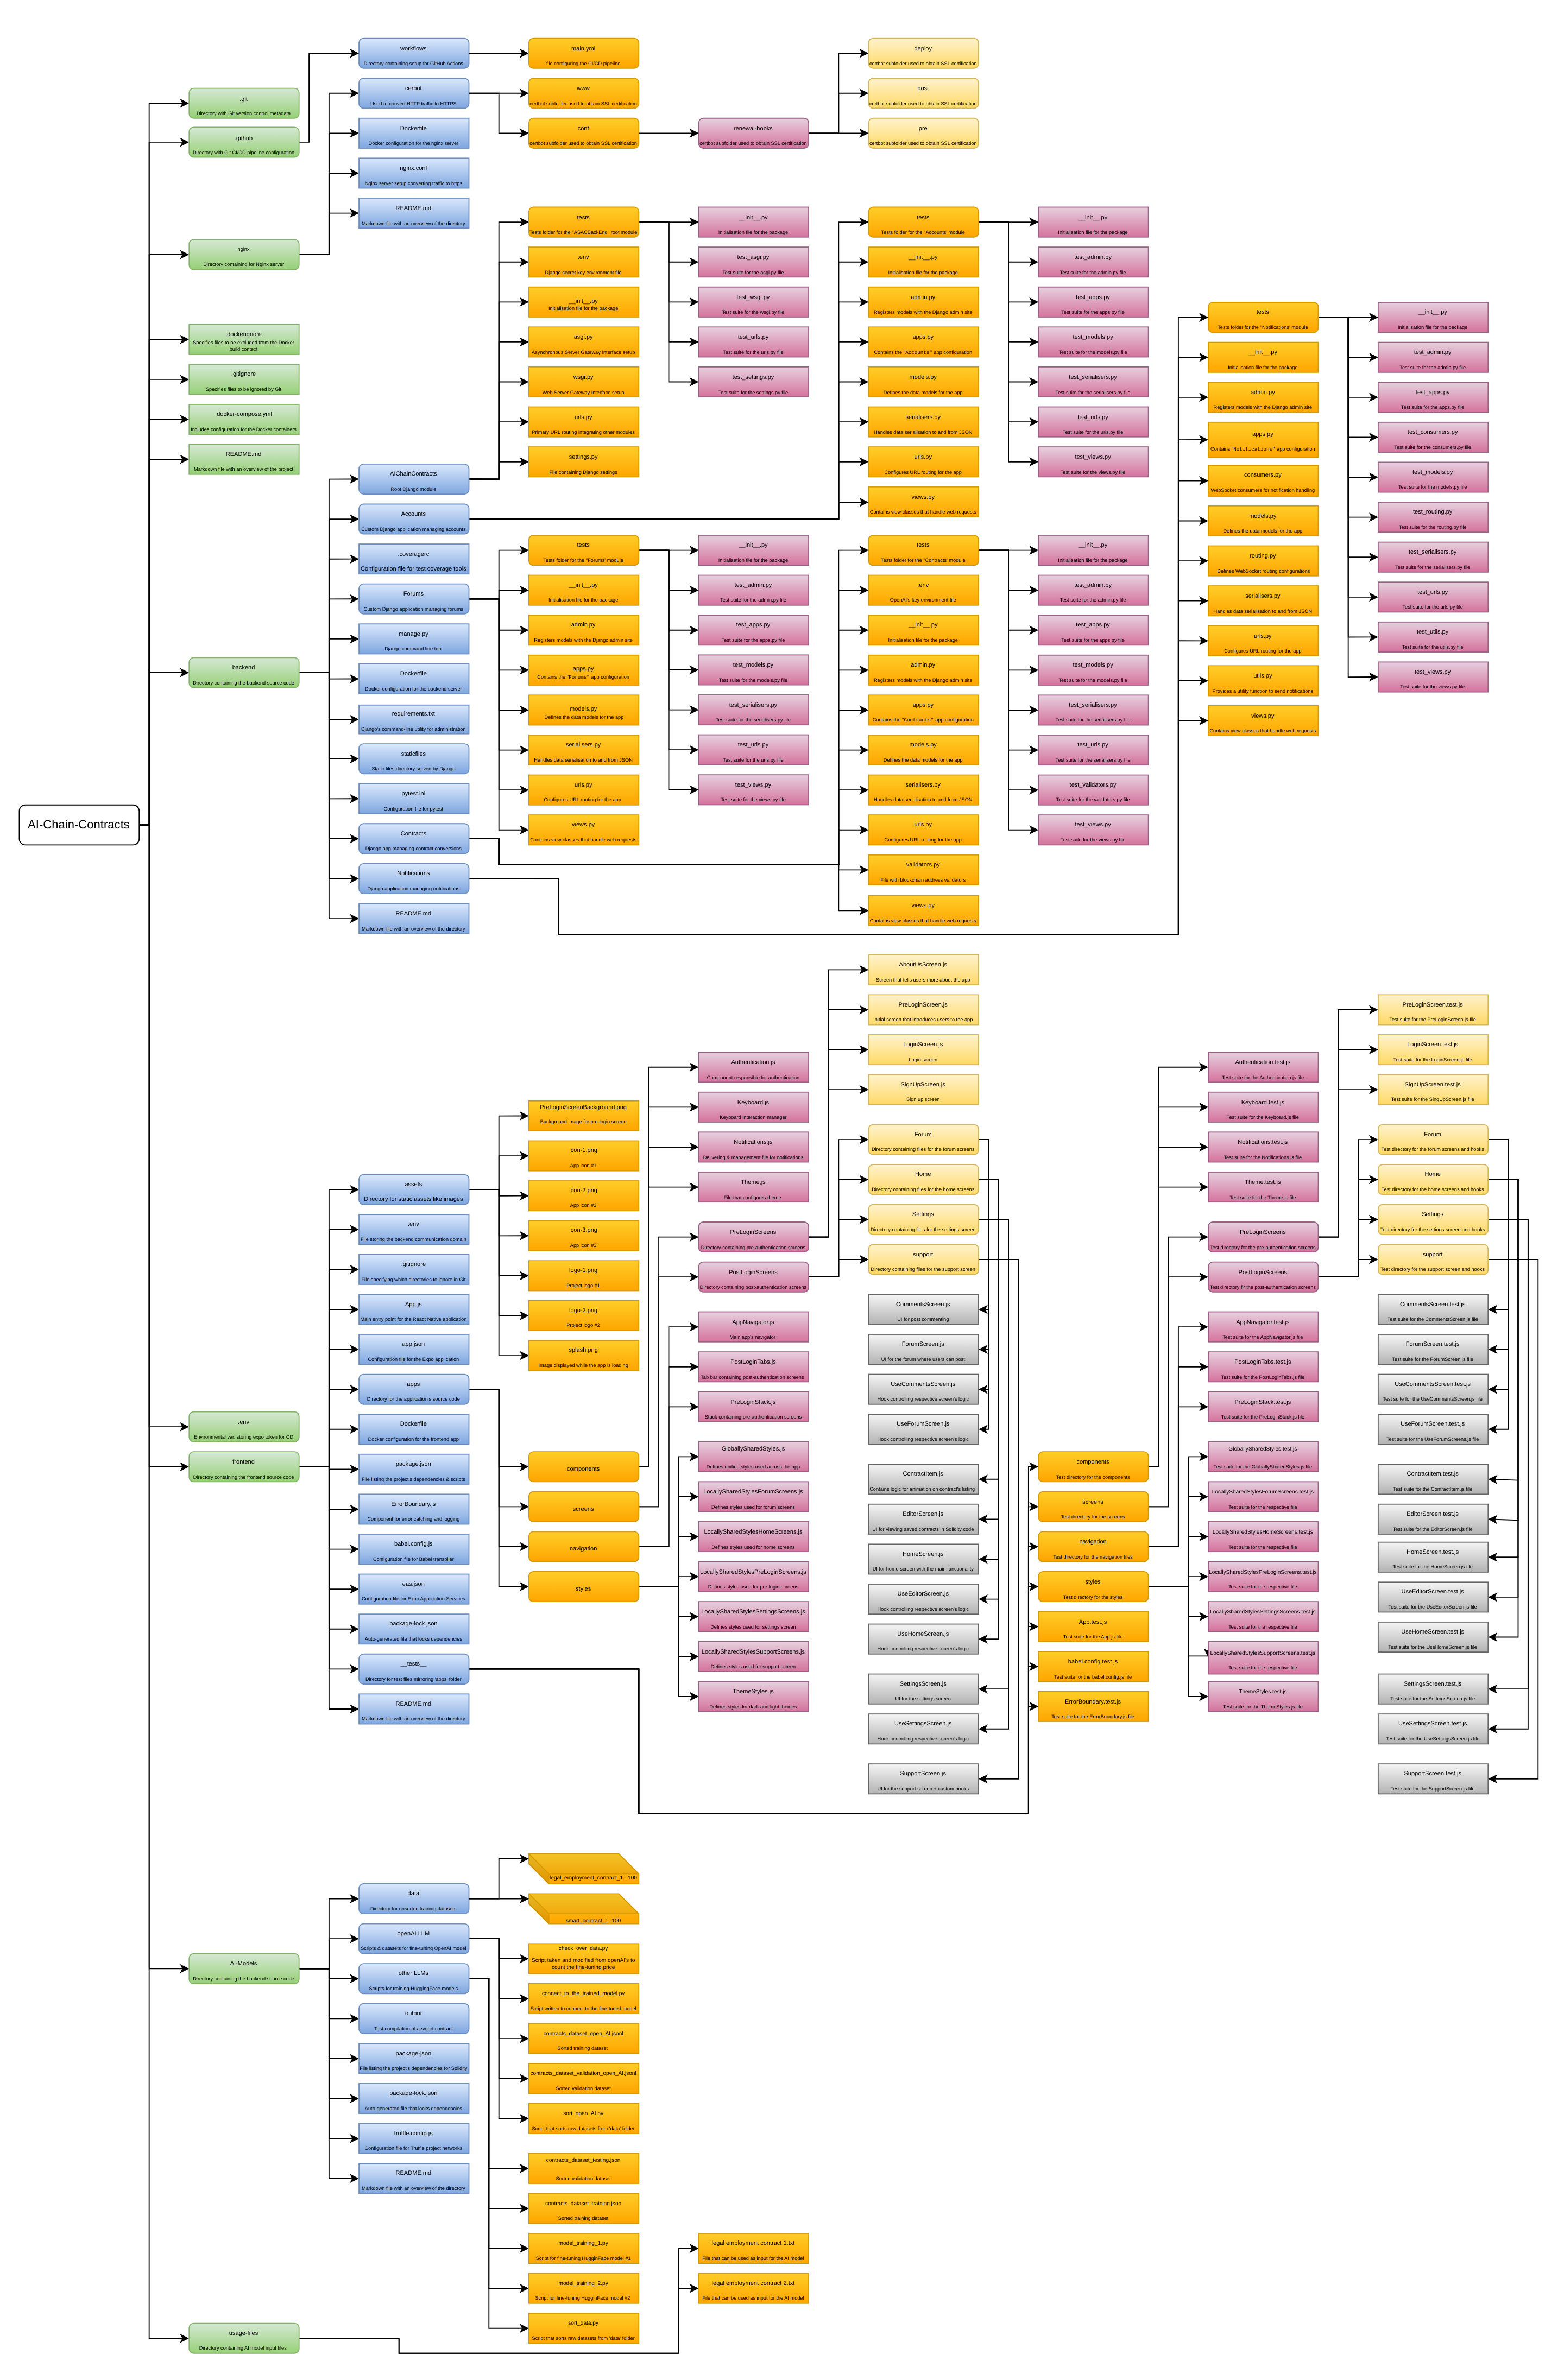 AI-Chain-Contracts
.git
Directory with Git version control metadata
.github
Directory with Git CI/CD pipeline configuration
nginx
Directory containing for Nginx server
.dockerignore
Specifies files to be excluded from the Docker
build context
.gitignore
Specifies files to be ignored by Git
.docker-compose.yml
Includes configuration for the Docker containers
README.md
Markdown file with an overview of the project
backend
Directory containing the backend source code
.env
Environmental var. storing expo token for CD
frontend
Directory containing the frontend source code
AI-Models
Directory containing the backend source code
usage-files
Directory containing AI model input files
workflows
Directory containing setup for GitHub Actions
cerbot
Used to convert HTTP traffic to HTTPS
Dockerfile
Docker configuration for the nginx server
nginx.conf
Nginx server setup converting traffic to https
README.md
Markdown file with an overview of the directory
main.yml
file configuring the CI/CD pipeline
www
certbot subfolder used to obtain SSL certification
conf
certbot subfolder used to obtain SSL certification
renewal-hooks
certbot subfolder used to obtain SSL certification
deploy
certbot subfolder used to obtain SSL certification
post
certbot subfolder used to obtain SSL certification
pre
certbot subfolder used to obtain SSL certification
AIChainContracts
Root Django module
Accounts
Custom Django application managing accounts
.coveragerc
Configuration file for test coverage tools
Forums
Custom Django application managing forums
manage.py
Django command line tool
Dockerfile
Docker configuration for the backend server
requirements.txt
Django's command-line utility for administration
staticfiles
Static files directory served by Django
pytest.ini
Configuration file for pytest
Contracts
Django app managing contract conversions
Notifications
Django application managing notifications
README.md
Markdown file with an overview of the directory
tests
Tests folder for the "ASACBackEnd" root module
.env
Django secret key environment file
__init__.py
Initialisation file for the package
asgi.py
Asynchronous Server Gateway Interface setup
wsgi.py
Web Server Gateway Interface setup
urls.py
Primary URL routing integrating other modules
settings.py
File containing Django settings
__init__.py
Initialisation file for the package
test_asgi.py
Test suite for the asgi.py file
test_wsgi.py
Test suite for the wsgi.py file
test_urls.py
Test suite for the urls.py file
test_settings.py
Test suite for the settings.py file
tests
Tests folder for the "Accounts' module
__init__.py
Initialisation file for the package
admin.py
Registers models with the Django admin site
apps.py
Contains the "Accounts" app configuration
models.py
Defines the data models for the app
serialisers.py
Handles data serialisation to and from JSON
urls.py
Configures URL routing for the app
views.py
Contains view classes that handle web requests
__init__.py
Initialisation file for the package
test_admin.py
Test suite for the admin.py file
test_apps.py
Test suite for the apps.py file
test_models.py
Test suite for the models.py file
test_serialisers.py
Test suite for the serialisers.py file
test_urls.py
Test suite for the urls.py file
test_views.py
Test suite for the views.py file
tests
Tests folder for the "Notifications' module
__init__.py
Initialisation file for the package
admin.py
Registers models with the Django admin site
apps.py
Contains "Notifications" app configuration
consumers.py
WebSocket consumers for notification handling
models.py
Defines the data models for the app
routing.py
Defines WebSocket routing configurations
serialisers.py
Handles data serialisation to and from JSON
urls.py
Configures URL routing for the app
utils.py
Provides a utility function to send notifications
views.py
Contains view classes that handle web requests
__init__.py
Initialisation file for the package
test_admin.py
Test suite for the admin.py file
test_apps.py
Test suite for the apps.py file
test_consumers.py
Test suite for the consumers.py file
test_models.py
Test suite for the models.py file
test_routing.py
Test suite for the routing.py file
test_serialisers.py
Test suite for the serialisers.py file
test_urls.py
Test suite for the urls.py file
test_utils.py
Test suite for the utils.py file
test_views.py
Test suite for the views.py file
tests
Tests folder for the "Forums' module
__init__.py
Initialisation file for the package
admin.py
Registers models with the Django admin site
apps.py
Contains the "Forums" app configuration
models.py
Defines the data models for the app
serialisers.py
Handles data serialisation to and from JSON
urls.py
Configures URL routing for the app
views.py
Contains view classes that handle web requests
__init__.py
Initialisation file for the package
test_admin.py
Test suite for the admin.py file
test_apps.py
Test suite for the apps.py file
test_models.py
Test suite for the models.py file
test_serialisers.py
Test suite for the serialisers.py file
test_urls.py
Test suite for the urls.py file
test_views.py
Test suite for the views.py file
tests
Tests folder for the "Contracts' module
.env
OpenAI's key environment file
__init__.py
Initialisation file for the package
admin.py
Registers models with the Django admin site
apps.py
Contains the "Contracts" app configuration
models.py
Defines the data models for the app
serialisers.py
Handles data serialisation to and from JSON
urls.py
Configures URL routing for the app
validators.py
File with blockchain address validators
views.py
Contains view classes that handle web requests
__init__.py
Initialisation file for the package
test_admin.py
Test suite for the admin.py file
test_apps.py
Test suite for the apps.py file
test_models.py
Test suite for the models.py file
test_serialisers.py
Test suite for the serialisers.py file
test_urls.py
Test suite for the serialisers.py file
test_validators.py
Test suite for the validators.py file
test_views.py
Test suite for the views.py file
assets
Directory for static assets like images
.env
File storing the backend communication domain
.gitignore
File specifying which directories to ignore in Git
App.js
Main entry point for the React Native application
app.json
Configuration file for the Expo application
apps
Directory for the application's source code
Dockerfile
Docker configuration for the frontend app
package.json
File listing the project's dependencies & scripts
ErrorBoundary.js
Component for error catching and logging
babel.config.js
Configuration file for Babel transpiler
eas.json
Configuration file for Expo Application Services
package-lock.json
Auto-generated file that locks dependencies
__tests__
Directory for test files mirroring 'apps' folder
README.md
Markdown file with an overview of the directory
PreLoginScreenBackground.png
Background image for pre-login screen
icon-1.png
App icon #1
icon-2.png
App icon #2
icon-3.png
App icon #3
logo-1.png
Project logo #1
logo-2.png
Project logo #2
splash.png
Image displayed while the app is loading
components
screens
navigation
styles
Authentication.js
Component responsible for authentication
Keyboard.js
Keyboard interaction manager
Notifications.js
Delivering & management file for notifications
Theme.js
File that configures theme
PreLoginScreens
Directory containing pre-authentication screens
PostLoginScreens
Directory containing post-authentication screens
AppNavigator.js
Main app's navigator
PostLoginTabs.js
Tab bar containing post-authentication screens
PreLoginStack.js
Stack containing pre-authentication screens
GloballySharedStyles.js
Defines unified styles used across the app
LocallySharedStylesForumScreens.js
Defines styles used for forum screens
LocallySharedStylesHomeScreens.js
Defines styles used for home screens
LocallySharedStylesPreLoginScreens.js
Defines styles used for pre-login screens
LocallySharedStylesSettingsScreens.js
Defines styles used for settings screen
LocallySharedStylesSupportScreens.js
Defines styles used for support screen
ThemeStyles.js
Defines styles for dark and light themes
AboutUsScreen.js
Screen that tells users more about the app
PreLoginScreen.js
Initial screen that introduces users to the app
LoginScreen.js
Login screen
SignUpScreen.js
Sign up screen
Forum
Directory containing files for the forum screens
Home
Directory containing files for the home screens
Settings
Directory containing files for the settings screen
support
Directory containing files for the support screen
CommentsScreen.js
UI for post commenting
ForumScreen.js
UI for the forum where users can post
UseCommentsScreen.js
Hook controlling respective screen's logic
UseForumScreen.js
Hook controlling respective screen's logic
ContractItem.js
Contains logic for animation on contract's listing
EditorScreen.js
UI for viewing saved contracts in Solidity code
HomeScreen.js
UI for home screen with the main functionality
UseEditorScreen.js
Hook controlling respective screen's logic
UseHomeScreen.js
Hook controlling respective screen's logic
SettingsScreen.js
UI for the settings screen
UseSettingsScreen.js
Hook controlling respective screen's logic
SupportScreen.js
UI for the support screen + custom hooks
components
Test directory for the components
screens
Test directory for the screens
navigation
Test directory for the navigation files
styles
Test directory for the styles
App.test.js
Test suite for the App.js file
babel.config.test.js
Test suite for the babel.config.js file
ErrorBoundary.test.js
Test suite for the ErrorBoundary.js file
Authentication.test.js
Test suite for the Authentication.js file
Keyboard.test.js
Test suite for the Keyboard.js file
Notifications.test.js
Test suite for the Notifications.js file
Theme.test.js
Test suite for the Theme.js file
PreLoginScreens
Test directory for the pre-authentication screens
PostLoginScreens
Test directory fir the post-authentication screens
AppNavigator.test.js
Test suite for the AppNavigator.js file
PostLoginTabs.test.js
Test suite for the PostLoginTabs.js file
PreLoginStack.test.js
Test suite for the PreLoginStack.js file
GloballySharedStyles.test.js
Test suite for the GloballySharedStyles.js file
LocallySharedStylesForumScreens.test.js
Test suite for the respective file
LocallySharedStylesHomeScreens.test.js
Test suite for the respective file
LocallySharedStylesPreLoginScreens.test.js
Test suite for the respective file
LocallySharedStylesSettingsScreens.test.js
Test suite for the respective file
LocallySharedStylesSupportScreens.test.js
Test suite for the respective file
ThemeStyles.test.js
Test suite for the ThemeStyles.js file
PreLoginScreen.test.js
Test suite for the PreLoginScreen.js file
LoginScreen.test.js
Test suite for the LoginScreen.js file
SignUpScreen.test.js
Test suite for the SingUpScreen.js file
Forum
Test directory for the forum screens and hooks
Home
Test directory for the home screens and hooks
Settings
Test directory for the settings screen and hooks
support
Test directory for the support screen and hooks
CommentsScreen.test.js
Test suite for the CommentsScreen.js file
ForumScreen.test.js
Test suite for the ForumScreen.js file
UseCommentsScreen.test.js
Test suite for the UseCommentsScreen.js file
UseForumScreen.test.js
Test suite for the UseForumScreens.js file
ContractItem.test.js
Test suite for the ContractItem.js file
EditorScreen.test.js
Test suite for the EditorScreen.js file
HomeScreen.test.js
Test suite for the HomeScreen.js file
UseEditorScreen.test.js
Test suite for the UseEditorScreen.js file
UseHomeScreen.test.js
Test suite for the UseHomeScreen.js file
SettingsScreen.test.js
Test suite for the SettingsScreen.js file
UseSettingsScreen.test.js
Test suite for the UseSettingsScreen.js file
SupportScreen.test.js
Test suite for the SupportScreen.js file
data
Directory for unsorted training datasets
openAI LLM
Scripts & datasets for fine-tuning OpenAI model
other LLMs
Scripts for training HuggingFace models
output
Test compilation of a smart contract
package-json
File listing the project's dependencies for Solidity
package-lock.json
Auto-generated file that locks dependencies
truffle.config.js
Configuration file for Truffle project networks
README.md
Markdown file with an overview of the directory
legal_employment_contract_1 - 100
smart_contract_1 -100
check_over_data.py
Script taken and modified from openAI's to
count the fine-tuning price
connect_to_the_trained_model.py
Script written to connect to the fine-tuned model
contracts_dataset_open_AI.jsonl
Sorted training dataset
contracts_dataset_validation_open_AI.jsonl
Sorted validation dataset
sort_open_AI.py
Script that sorts raw datasets from 'data' folder
contracts_dataset_testing.json
Sorted validation dataset
contracts_dataset_training.json
Sorted training dataset
model_training_1.py
Script for fine-tuning HugginFace model #1
model_training_2.py
Script for fine-tuning HugginFace model #2
sort_data.py
Script that sorts raw datasets from 'data' folder
legal employment contract 1.txt
File that can be used as input for the AI model
legal employment contract 2.txt
File that can be used as input for the AI model